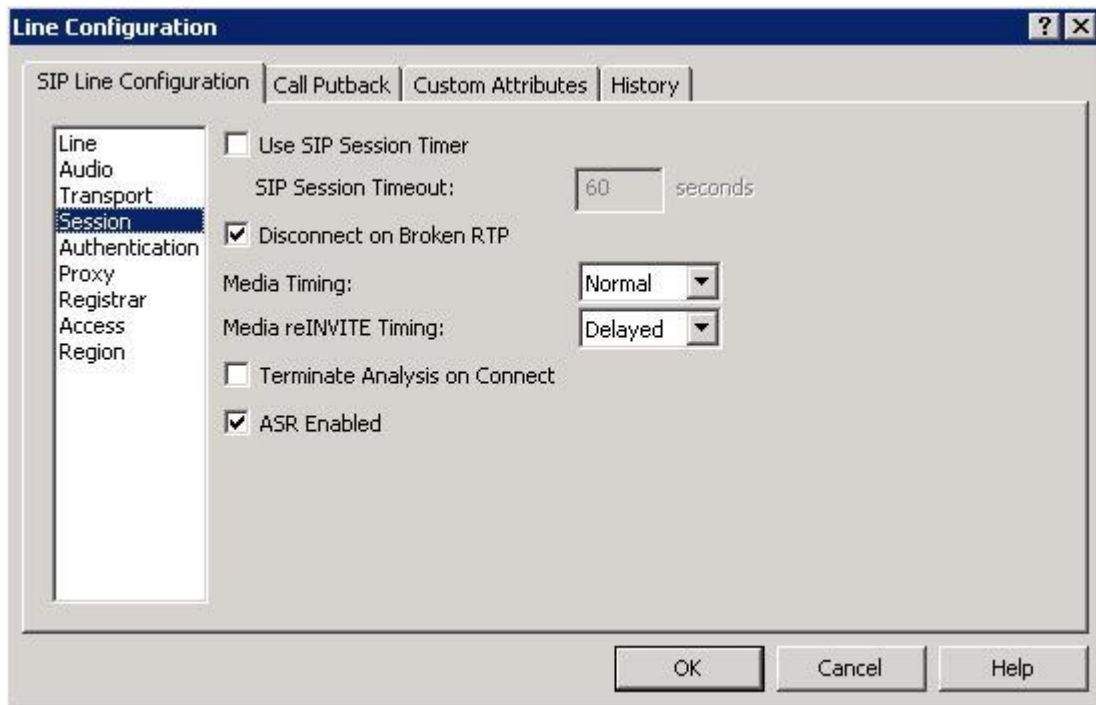 Line Configuration
SIP Line Configuration
Call Putback
Custom Attributes
History
Line
Audio
Transport
Session
Authentication
Proxy
Registrar
Access
Region
Use SIP Session Timer
SIP Session Timeout: 60 seconds
Disconnect on Broken RTP
Media Timing: Normal
Media reINVITE Timing: Delayed
Terminate Analysis on Connect
ASR Enabled
OK
Cancel
Help